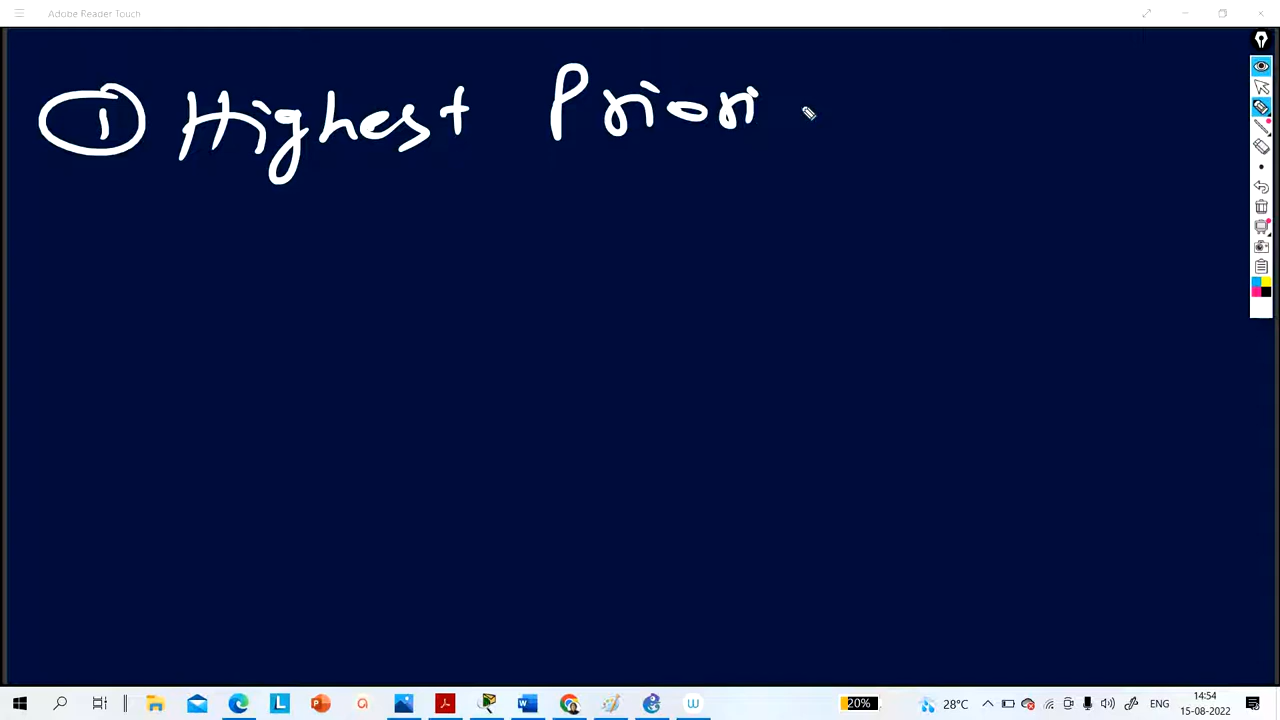 Adobe Reader Touch
① Highest Priori
20%
28°C
ENG
14:54
15-08-2022